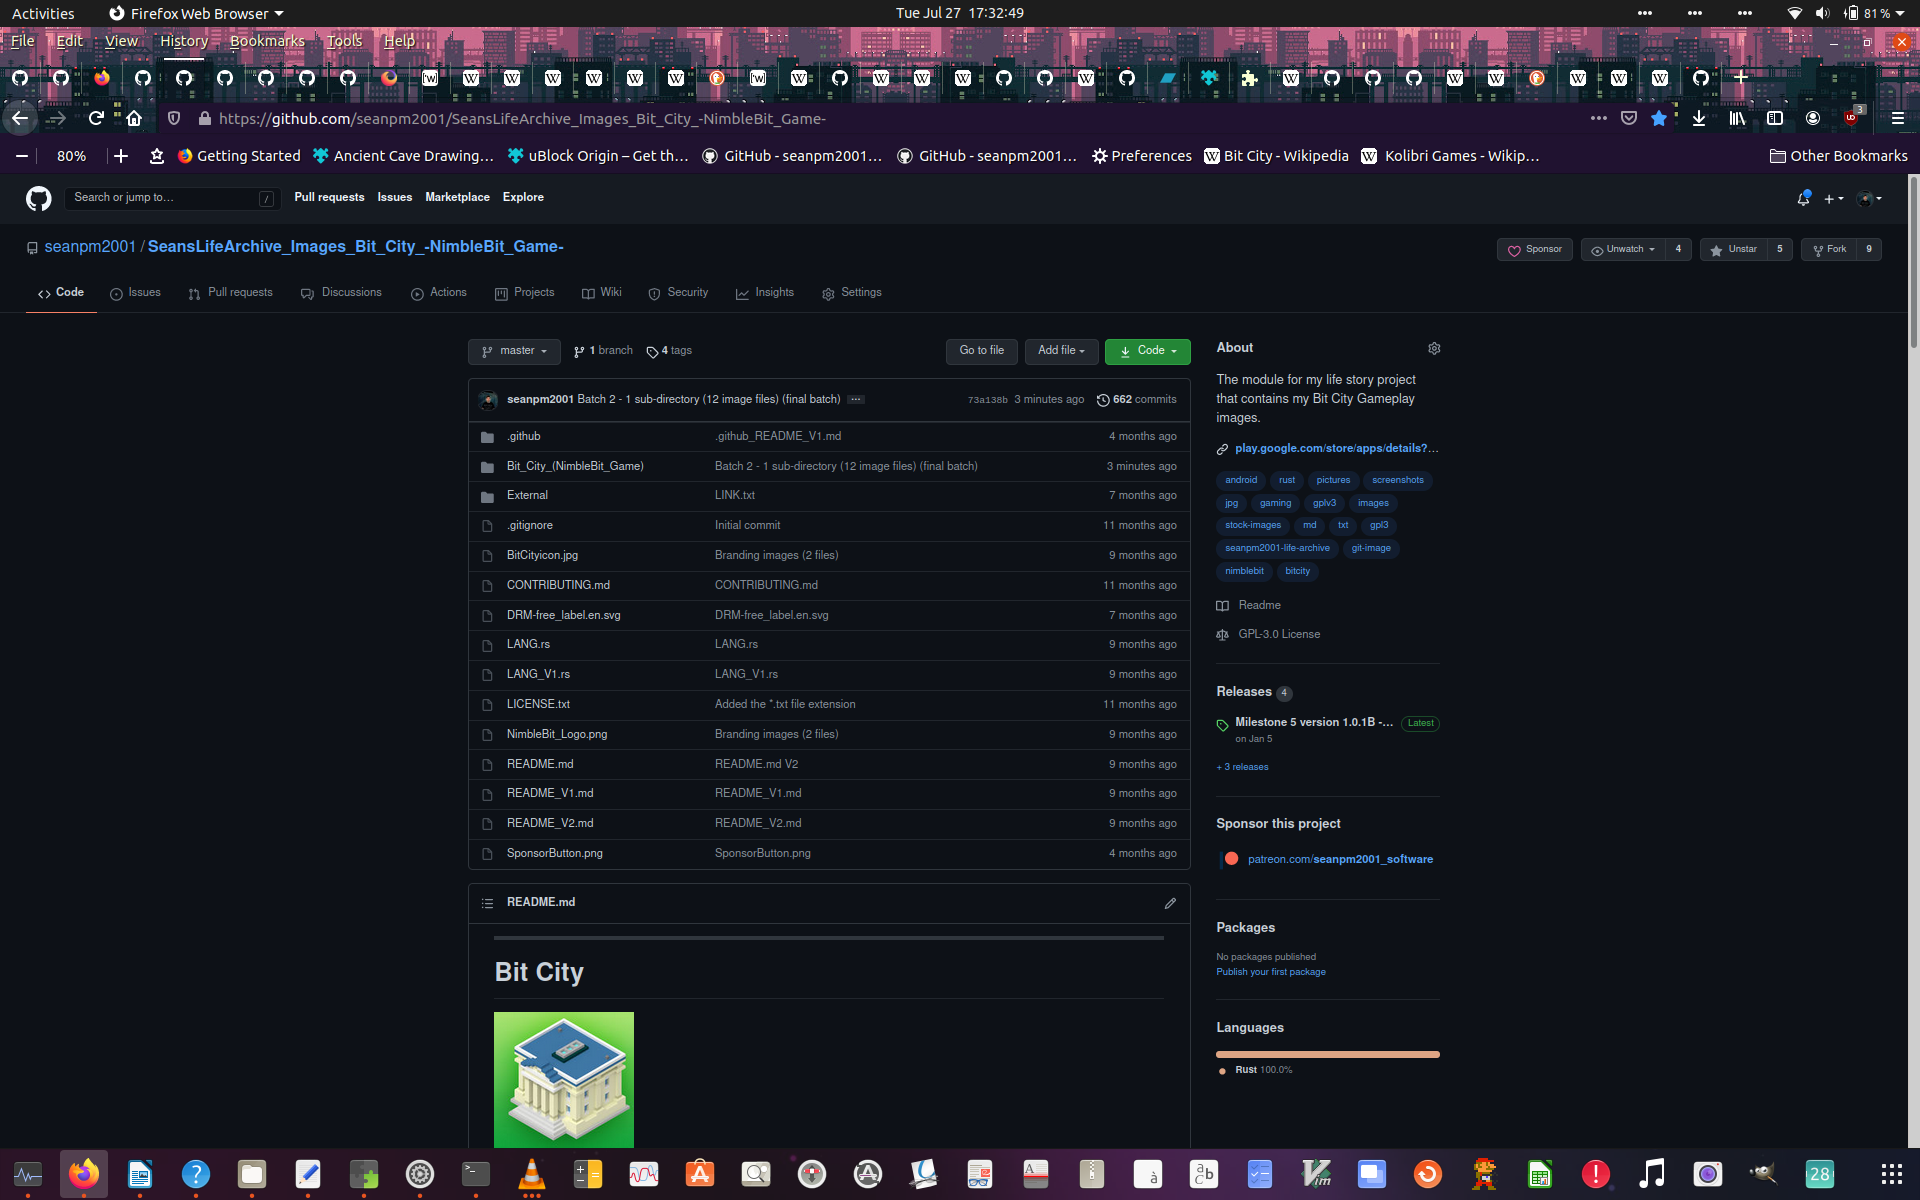 Activities
Firefox Web Browser
Tue Jul 27 17:32:49
81 %
File Edit View History Bookmarks Tools Help
https://github.com/seanpm2001/SeansLifeArchive_Images_Bit_City_-NimbleBit_Game-
3
80%
Getting Started
Ancient Cave Drawing…
uBlock Origin – Get th…
GitHub - seanpm2001…
GitHub - seanpm2001…
Preferences
Bit City - Wikipedia
Kolibri Games - Wikip…
Other Bookmarks
Search or jump to…
/
Pull requests Issues Marketplace Explore
seanpm2001 / SeansLifeArchive_Images_Bit_City_-NimbleBit_Game-
Sponsor
Unwatch 4
Unstar 5
Fork 9
Code
Issues
Pull requests
Discussions
Actions
Projects
Wiki
Security
Insights
Settings
master
1 branch
4 tags
Go to file
Add file
Code
seanpm2001 Batch 2 - 1 sub-directory (12 image files) (final batch) …
73a138b 3 minutes ago
662 commits
.github .github_README_V1.md 4 months ago
Bit_City_(NimbleBit_Game) Batch 2 - 1 sub-directory (12 image files) (final batch) 3 minutes ago
External LINK.txt 7 months ago
.gitignore Initial commit 11 months ago
BitCityicon.jpg Branding images (2 files) 9 months ago
CONTRIBUTING.md CONTRIBUTING.md 11 months ago
DRM-free_label.en.svg DRM-free_label.en.svg 7 months ago
LANG.rs LANG.rs 9 months ago
LANG_V1.rs LANG_V1.rs 9 months ago
LICENSE.txt Added the *.txt file extension 11 months ago
NimbleBit_Logo.png Branding images (2 files) 9 months ago
README.md README.md V2 9 months ago
README_V1.md README_V1.md 9 months ago
README_V2.md README_V2.md 9 months ago
SponsorButton.png SponsorButton.png 4 months ago
README.md
Bit City
About
The module for my life story project
that contains my Bit City Gameplay
images.
play.google.com/store/apps/details?…
android rust pictures screenshots
jpg gaming gplv3 images
stock-images md txt gpl3
seanpm2001-life-archive git-image
nimblebit bitcity
Readme
GPL-3.0 License
Releases 4
Milestone 5 version 1.0.1B -… Latest
on Jan 5
+ 3 releases
Sponsor this project
patreon.com/seanpm2001_software
Packages
No packages published
Publish your first package
Languages
Rust 100.0%
28